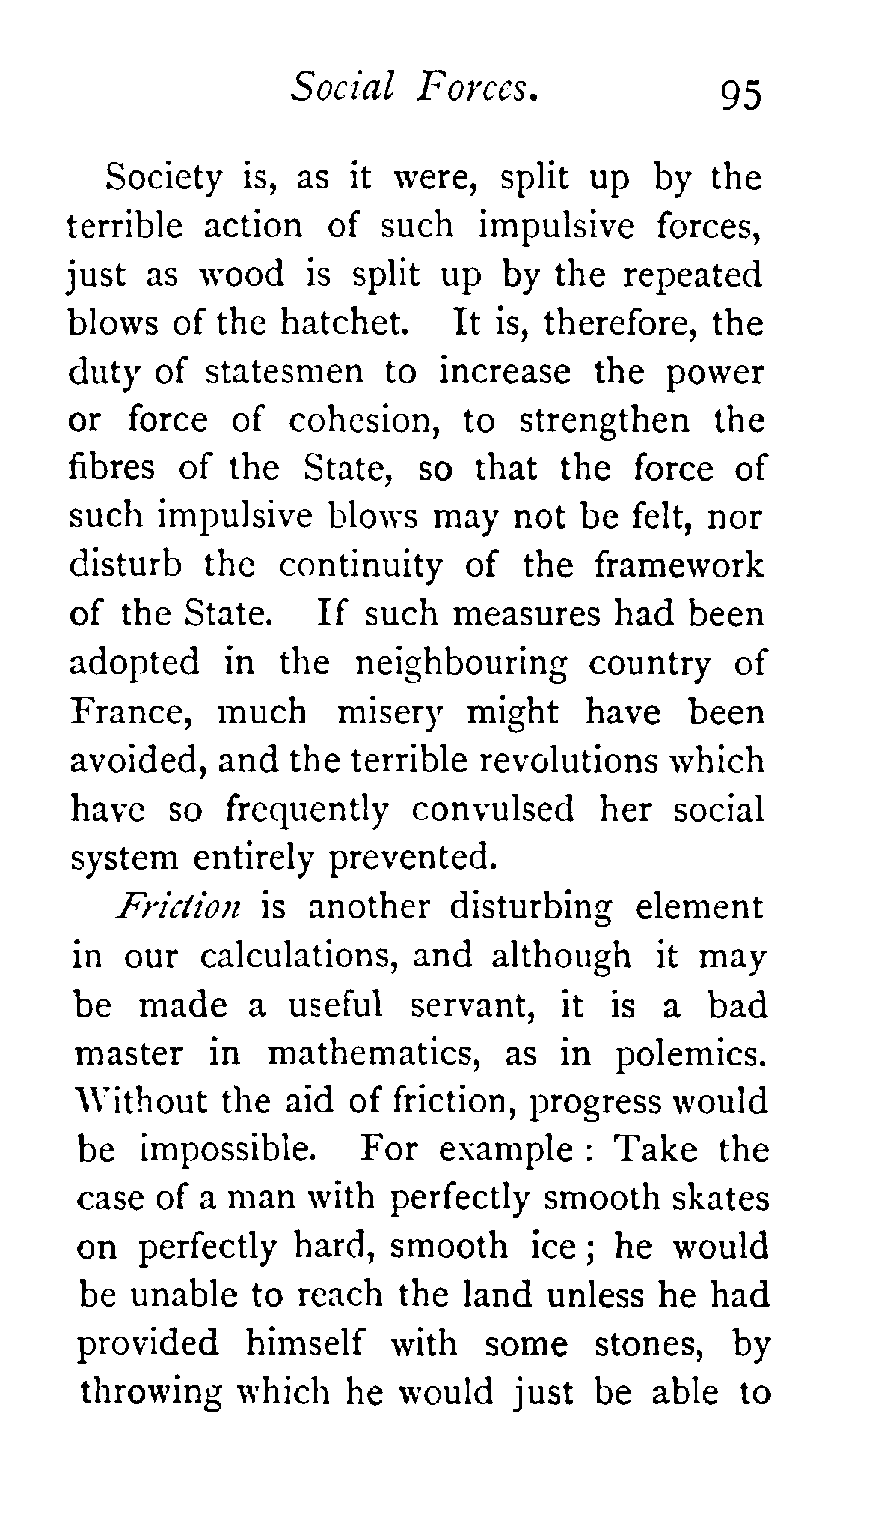 Social Forces. 95
Society is, as it were, split up by the
terrible action of such impulsive forces,
just as wood is split up by the repeated
blows of the hatchet. It is, therefore, the
duty of statesmen to increase the power
or force of cohesion, to strengthen the
fibres of the State, so that the force of
such impulsive blows may not be felt, nor
disturb the continuity of the framework
of the State. If such measures had been
adopted in the neighbouring country of
France, much misery might have been
avoided, and the terrible revolutions which
have so frequently convulsed her social
system entirely prevented.
Friction is another disturbing element
in our calculations, and although it may
be made a useful servant, it is a bad
master in mathematics, as in polemics.
Without the aid of friction, progress would
be impossible. For example : Take the
case of a man with perfectly smooth skates
on perfectly hard, smooth ice ; he would
be unable to reach the land unless he had
provided himself with some stones, by
throwing which he would just be able to